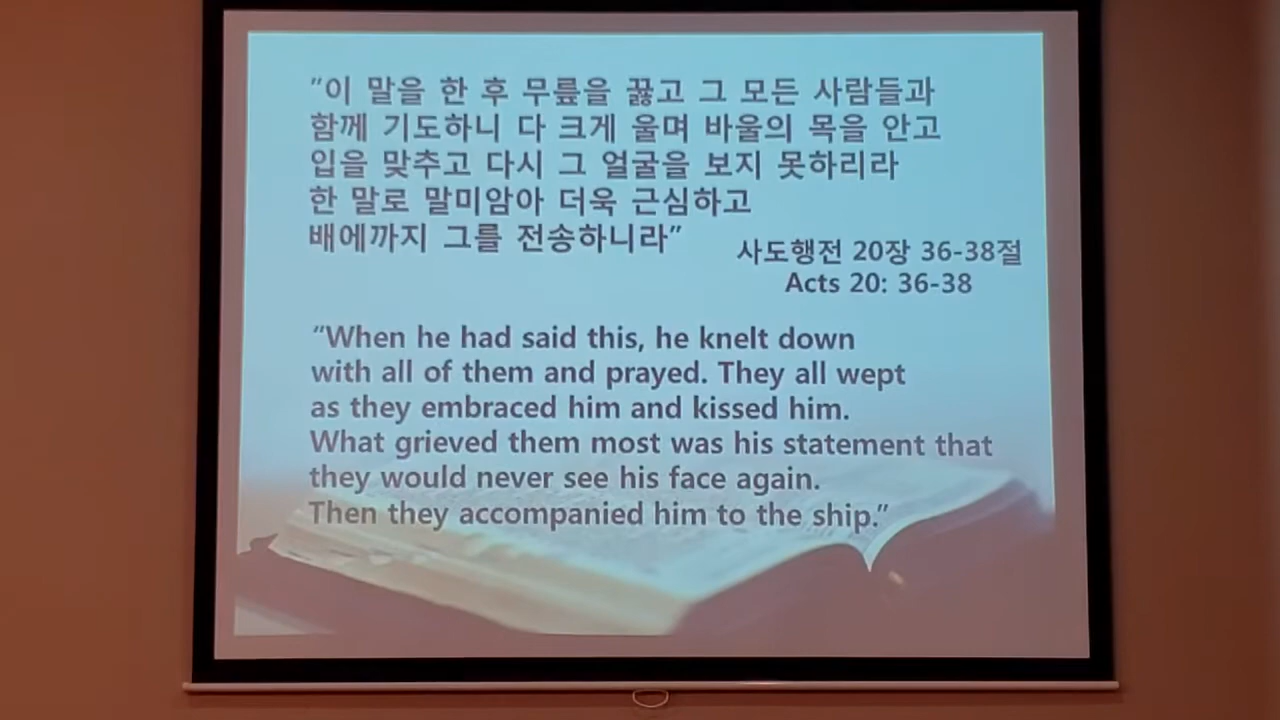 "이 말을 한 후 무릎을 꿇고 그 모든 사람들과
함께 기도하니 다 크게 울며 바울의 목을 안고
입을 맞추고 다시 그 얼굴을 보지 못하리라
한 말로 말미암아 더욱 근심하고
배에까지 그를 전송하니라"
사도행전 20장 36-38절
Acts 20: 36-38
"When he had said this, he knelt down
with all of them and prayed. They all wept
as they embraced him and kissed him.
What grieved them most was his statement that
they would never see his face again.
Then they accompanied him to the ship."